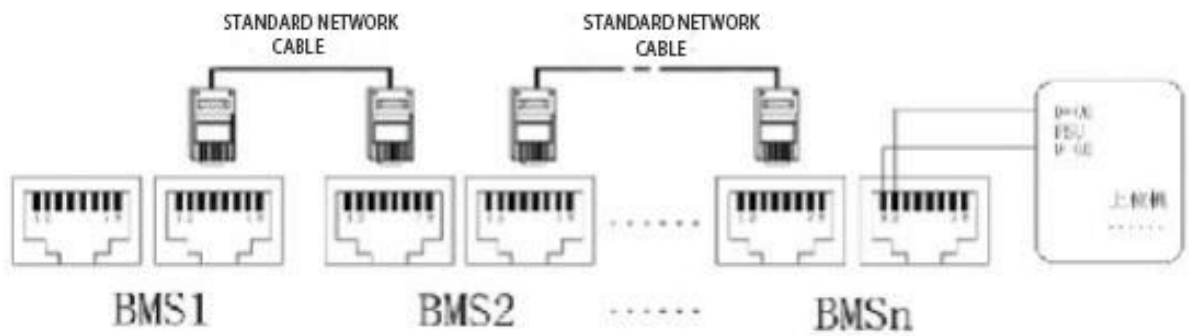 STANDARD NETWORK
CABLE
STANDARD NETWORK
CABLE
上位机
BMS1
BMS2
BMSn